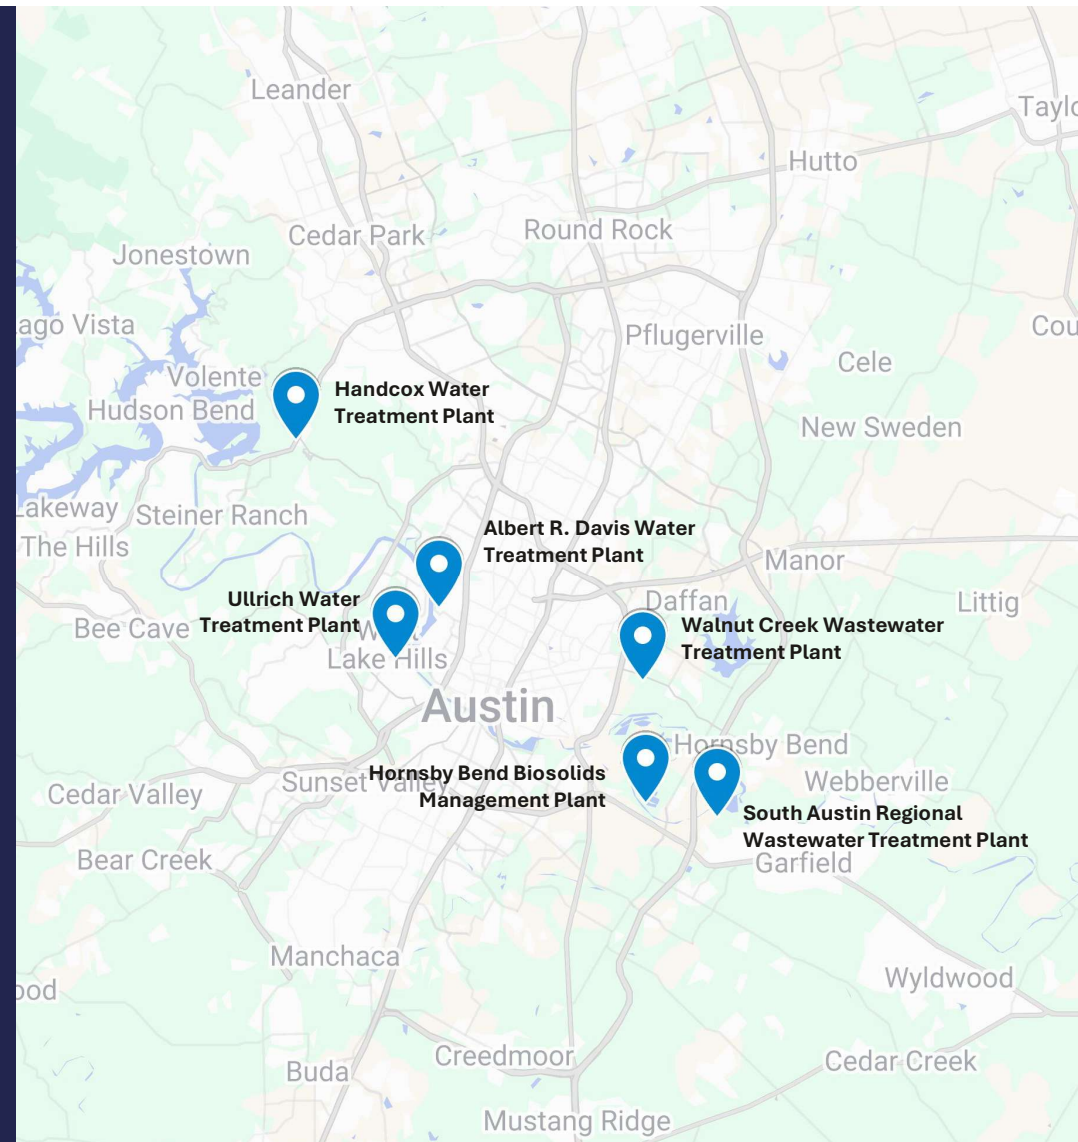 Leander
Taylo
Hutto
Cedar Park
Round Rock
Jonestown
ago Vista
Cou
Pflugerville
Cele
Volente
Hudson Bend
Handcox Water
Treatment Plant
New Sweden
Lakeway
Steiner Ranch
The Hills
Albert R. Davis Water
Treatment Plant
Manor
Ullrich Water
Treatment Plant
Daffan
Littig
Bee Cave
Walnut Creek Wastewater
Treatment Plant
Lake Hills
Austin
Hornsby Bend
Sunset Valley
Hornsby Bend Biosolids
Management Plant
Webberville
Cedar Valley
South Austin Regional
Wastewater Treatment Plant
Bear Creek
Garfield
Manchaca
Wyldwood
ood
Creedmoor
Buda
Cedar Creek
Mustang Ridge